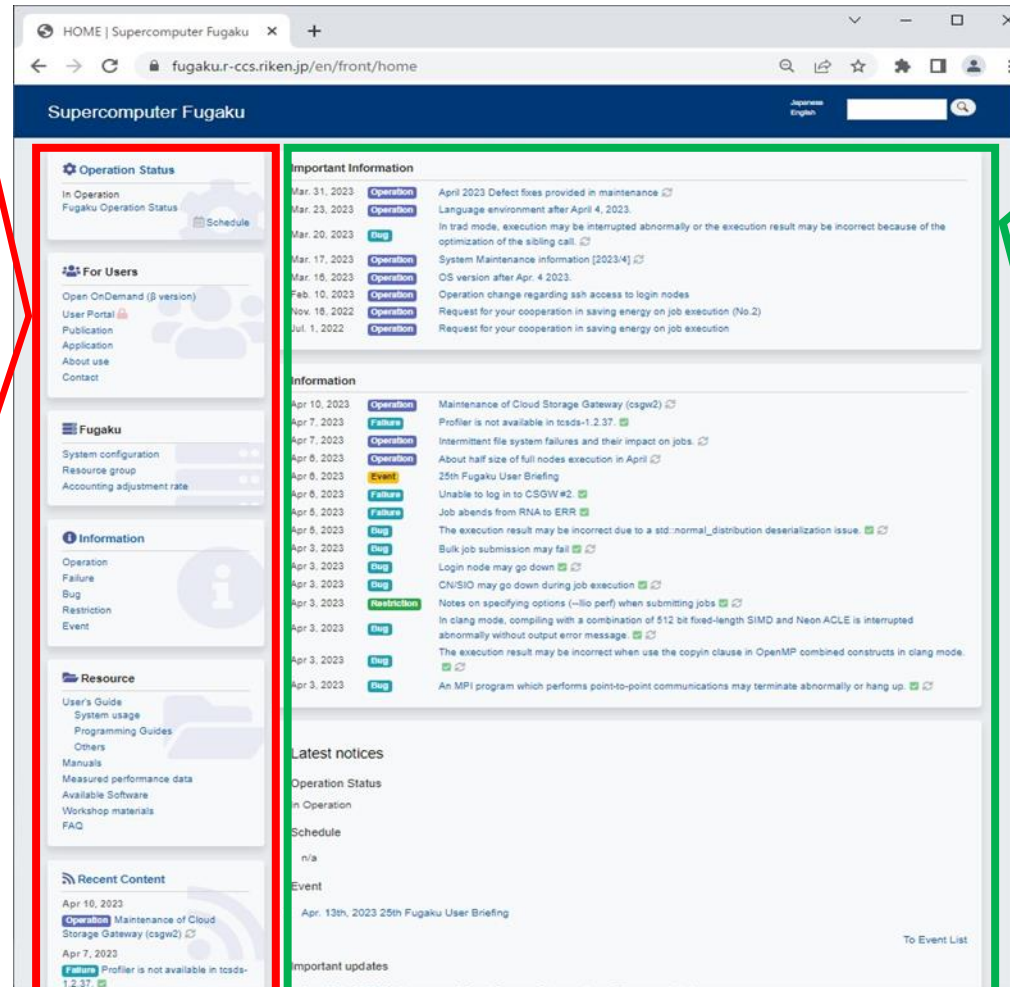 HOME | Supercomputer Fugaku
fugaku.r-ccs.riken.jp/en/front/home
Supercomputer Fugaku
Japanese
English
Operation Status
In Operation
Fugaku Operation Status
Schedule
For Users
Open OnDemand (β version)
User Portal
Publication
Application
About use
Contact
Fugaku
System configuration
Resource group
Accounting adjustment rate
Information
Operation
Failure
Bug
Restriction
Event
Resource
User's Guide
System usage
Programming Guides
Others
Manuals
Measured performance data
Available Software
Workshop materials
FAQ
Recent Content
Apr 10, 2023
Operation Maintenance of Cloud
Storage Gateway (csgw2)
Apr 7, 2023
Failure Profiler is not available in tcsds-
1.2.37.
Important Information
Mar. 31, 2023 Operation April 2023 Defect fixes provided in maintenance
Mar. 23, 2023 Operation Language environment after April 4, 2023.
Mar. 20, 2023 Bug In trad mode, execution may be interrupted abnormally or the execution result may be incorrect because of the
optimization of the sibling call.
Mar. 17, 2023 Operation System Maintenance information [2023/4]
Mar. 16, 2023 Operation OS version after Apr. 4 2023.
Feb. 10, 2023 Operation Operation change regarding ssh access to login nodes
Nov. 18, 2022 Operation Request for your cooperation in saving energy on job execution (No.2)
Jul. 1, 2022 Operation Request for your cooperation in saving energy on job execution
Information
Apr 10, 2023 Operation Maintenance of Cloud Storage Gateway (csgw2)
Apr 7, 2023 Failure Profiler is not available in tcsds-1.2.37.
Apr 7, 2023 Operation Intermittent file system failures and their impact on jobs.
Apr 6, 2023 Operation About half size of full nodes execution in April
Apr 6, 2023 Event 25th Fugaku User Briefing
Apr 6, 2023 Failure Unable to log in to CSGW #2.
Apr 5, 2023 Failure Job abends from RNA to ERR
Apr 5, 2023 Bug The execution result may be incorrect due to a std::normal_distribution deserialization issue.
Apr 3, 2023 Bug Bulk job submission may fail
Apr 3, 2023 Bug Login node may go down
Apr 3, 2023 Bug CN/SIO may go down during job execution
Apr 3, 2023 Restriction Notes on specifying options (--llio perf) when submitting jobs
Apr 3, 2023 Bug In clang mode, compiling with a combination of 512 bit fixed-length SIMD and Neon ACLE is interrupted
abnormally without output error message.
Apr 3, 2023 Bug The execution result may be incorrect when use the copyin clause in OpenMP combined constructs in clang mode.
Apr 3, 2023 Bug An MPI program which performs point-to-point communications may terminate abnormally or hang up.
Latest notices
Operation Status
In Operation
Schedule
n/a
Event
Apr. 13th, 2023 25th Fugaku User Briefing
To Event List
Important updates